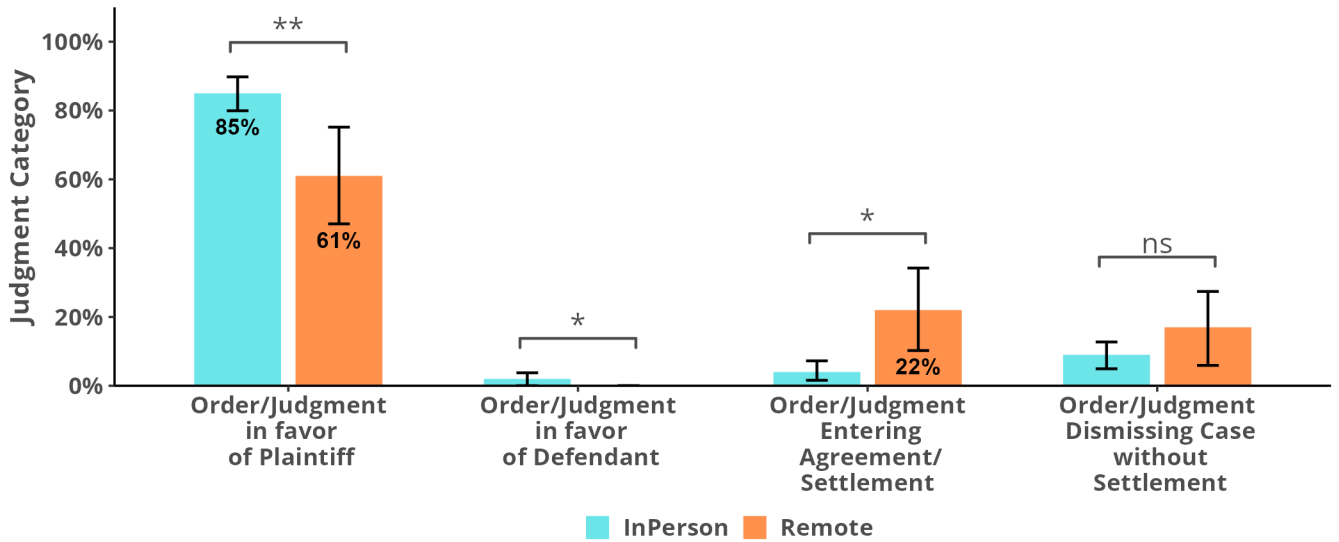 Judgment Category
100%
80%
60%
40%
20%
0%
**
85%
61%
*
*
22%
ns
Order/Judgment
in favor
of Plaintiff
Order/Judgment
in favor
of Defendant
Order/Judgment
Entering
Agreement/
Settlement
Order/Judgment
Dismissing Case
without
Settlement
InPerson
Remote